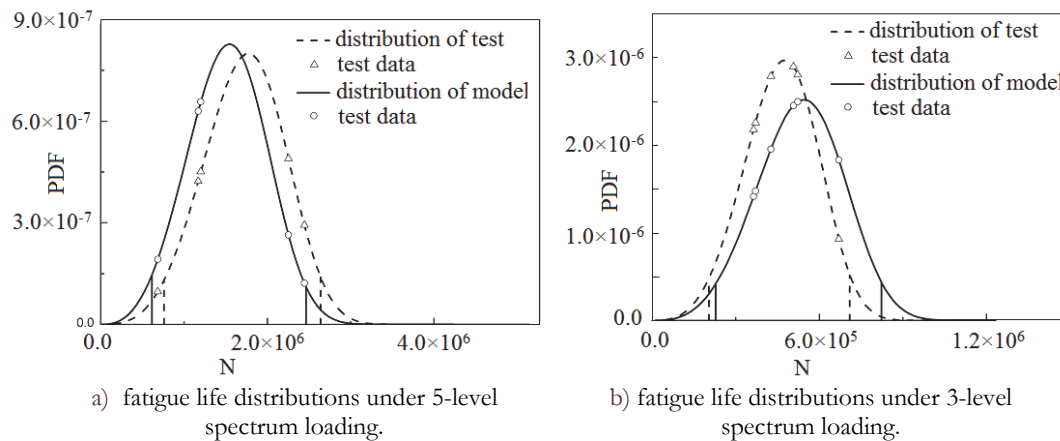 9.0×10⁻⁷
6.0×10⁻⁷
3.0×10⁻⁷
0.0
PDF
distribution of test
test data
distribution of model
test data
0.0
2.0×10⁶
4.0×10⁶
N
a) fatigue life distributions under 5-level
spectrum loading.
3.0×10⁻⁶
2.0×10⁻⁶
1.0×10⁻⁶
0.0
PDF
distribution of test
test data
distribution of model
test data
0.0
6.0×10⁵
1.2×10⁶
N
b) fatigue life distributions under 3-level
spectrum loading.